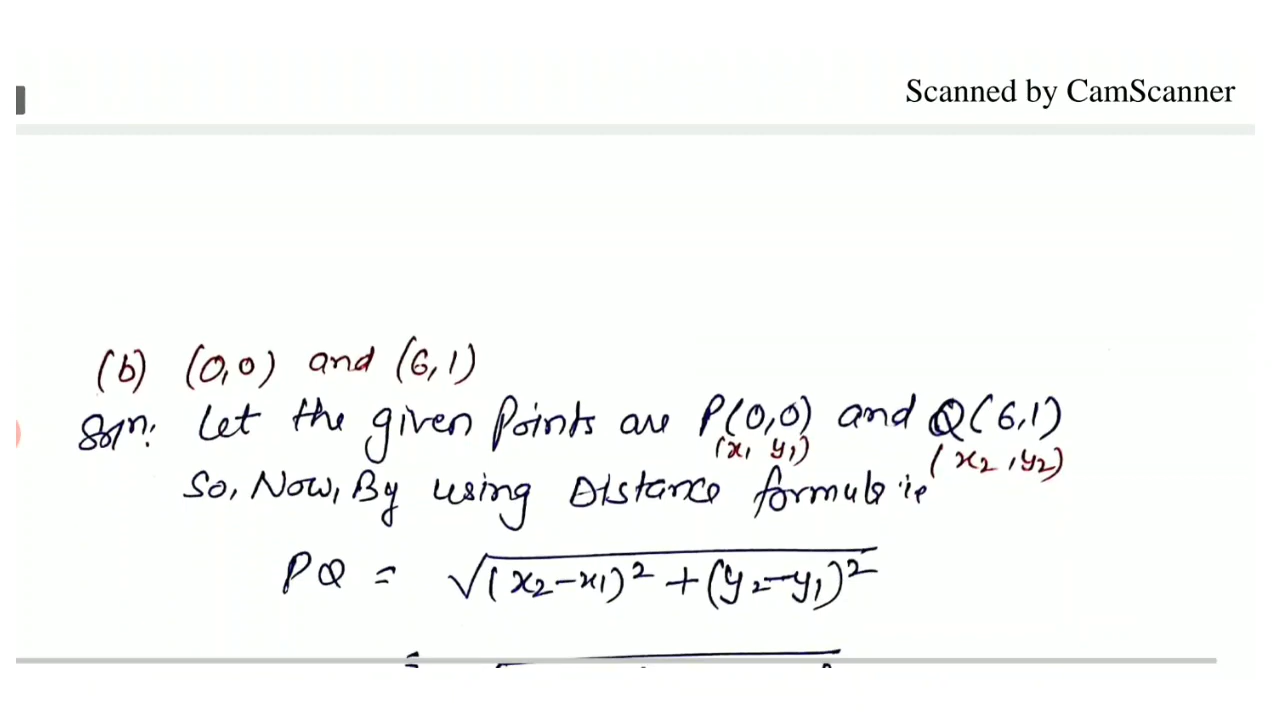 Scanned by CamScanner
(b) (0,0) and (6,1)
Soln: Let the given Points are P(0,0) and Q(6,1)
(x₁ y₁) (x₂, y₂)
So, Now, By using Distance formula ie
PQ = √(x₂-x₁)² + (y₂-y₁)²
=